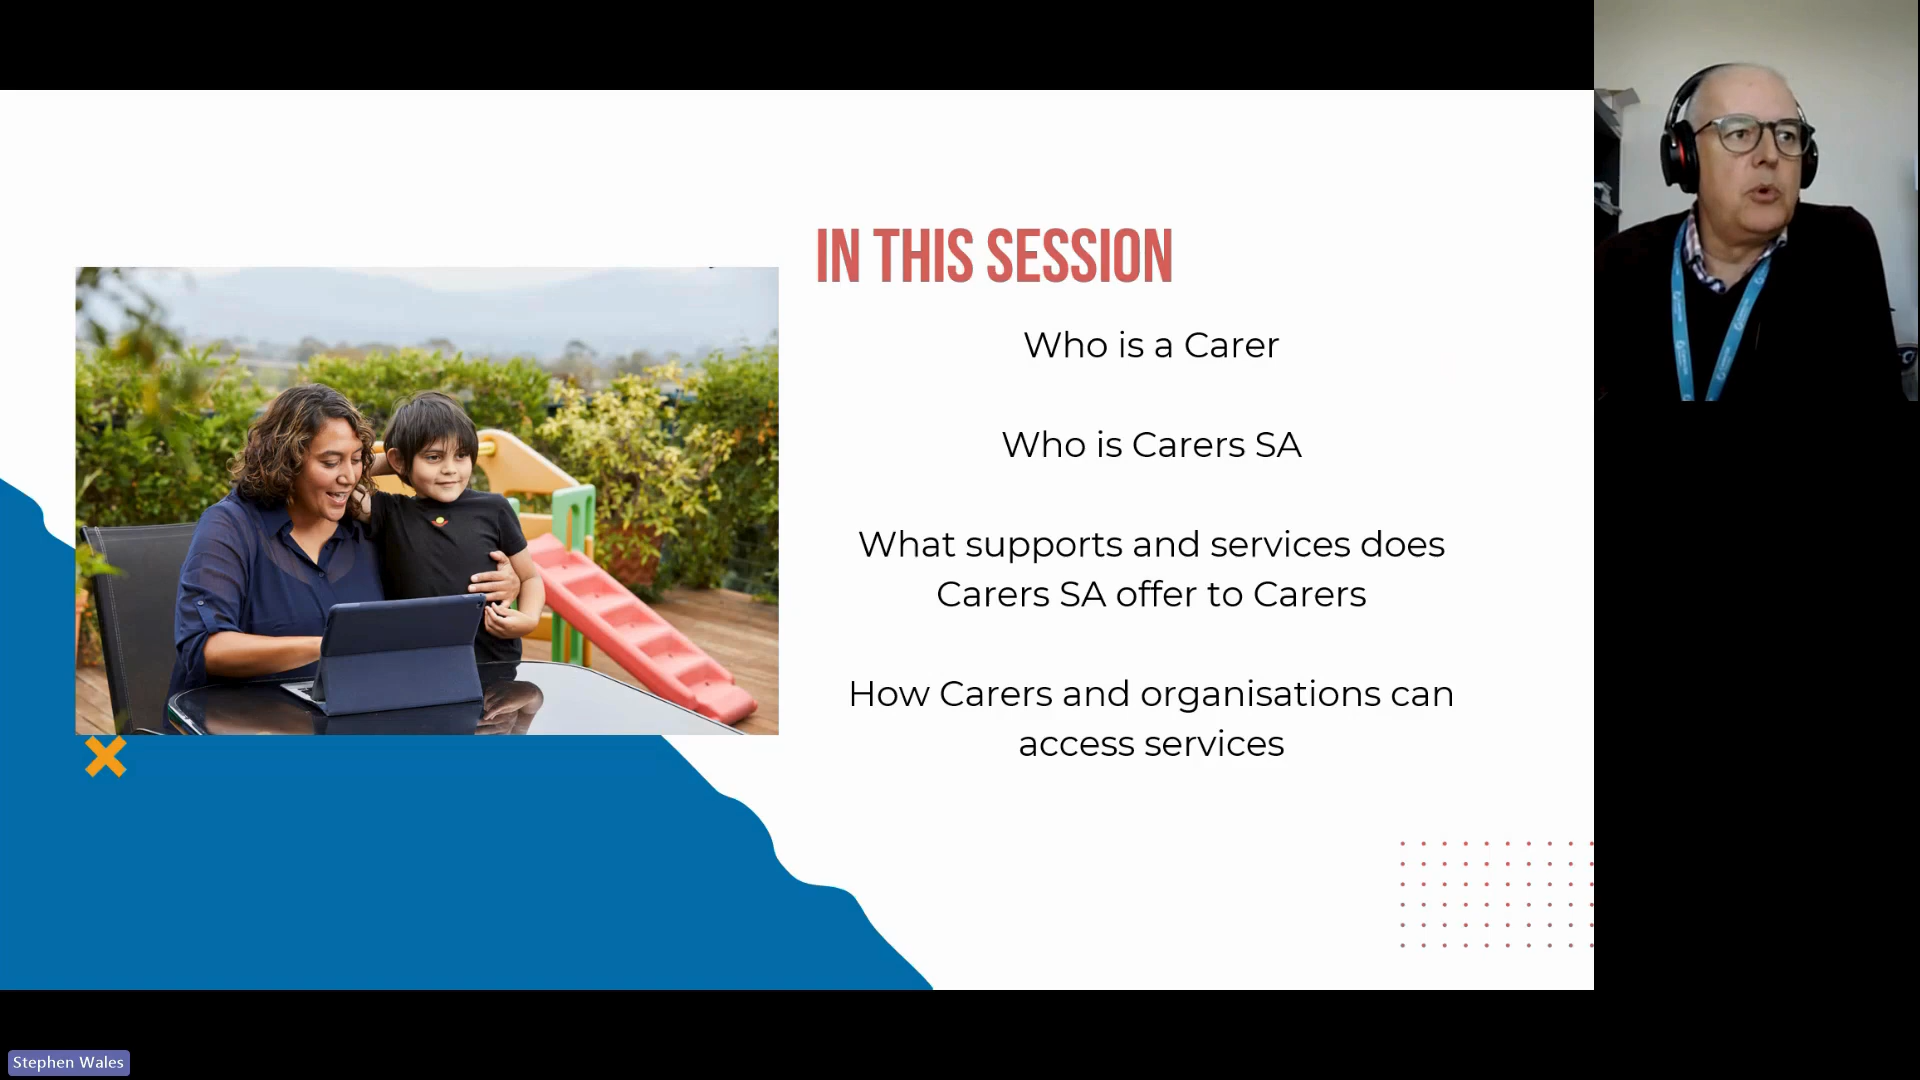 IN THIS SESSION
Who is a Carer
Who is Carers SA
What supports and services does
Carers SA offer to Carers
How Carers and organisations can
access services
Stephen Wales